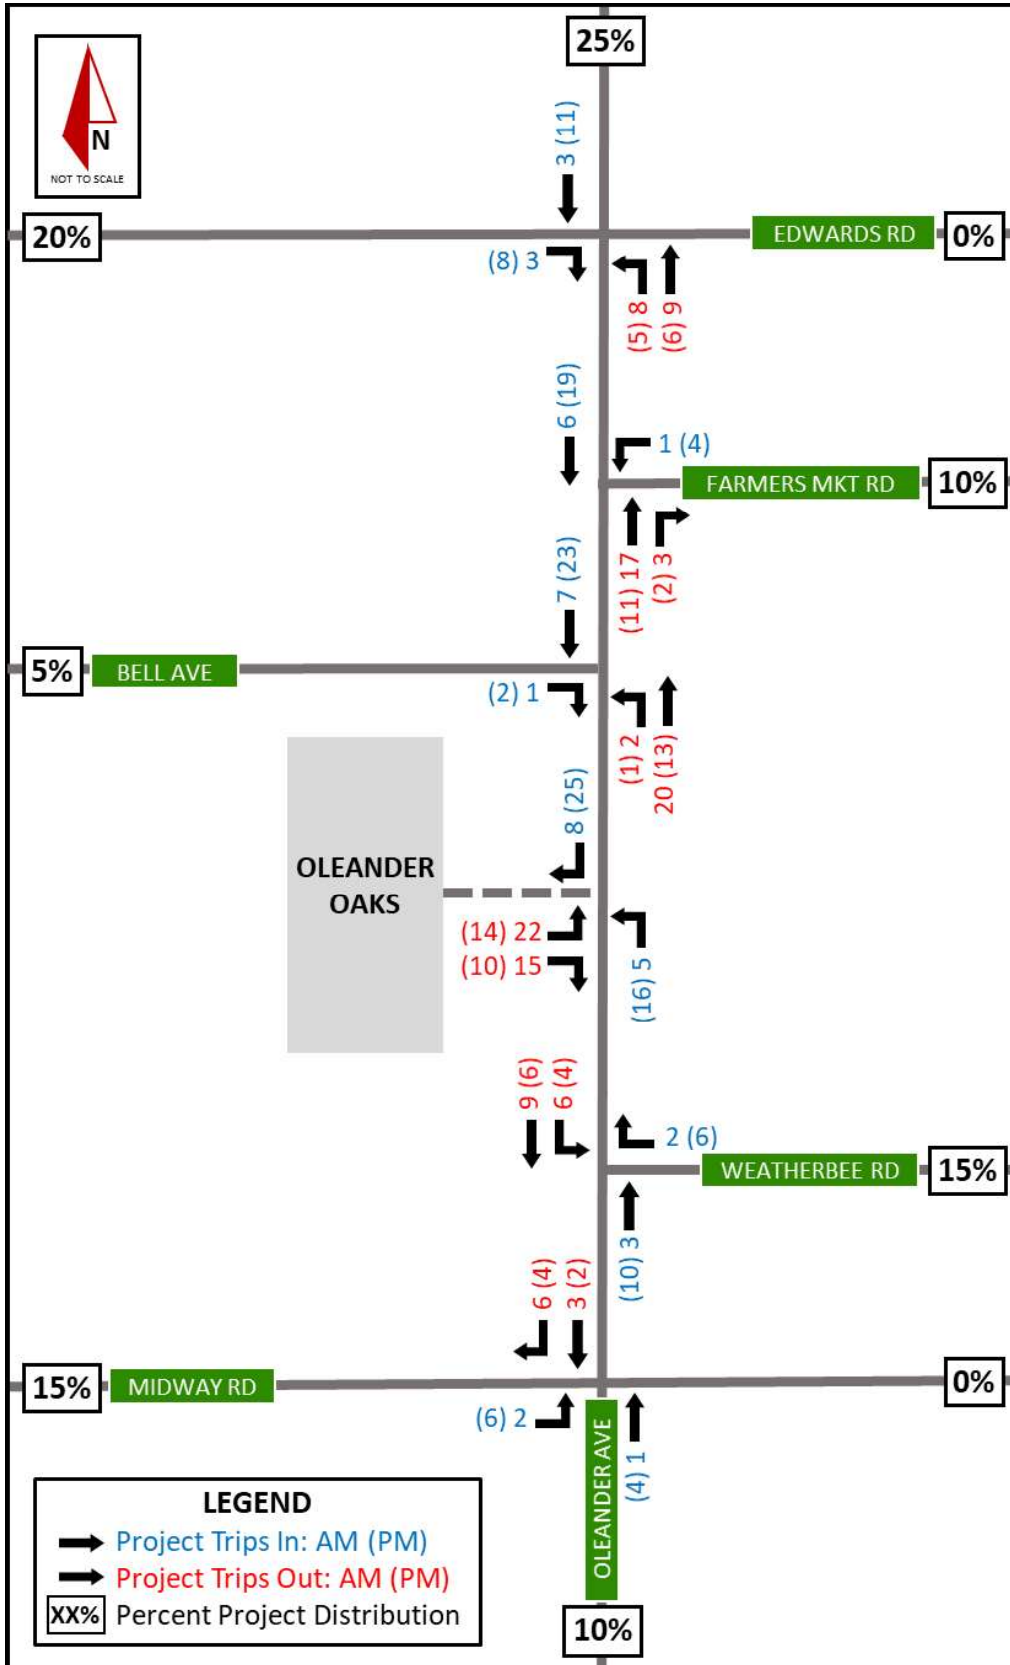 25%
N
NOT TO SCALE
3 (11)
20%
EDWARDS RD
0%
(8) 3
(5) 8
(6) 9
6 (19)
1 (4)
FARMERS MKT RD
10%
7 (23)
(11) 17
(2) 3
5%
BELL AVE
(2) 1
(1) 2
20 (13)
8 (25)
OLEANDER
OAKS
(14) 22
(10) 15
(16) 5
9 (6)
6 (4)
2 (6)
WEATHERBEE RD
15%
(10) 3
6 (4)
3 (2)
15%
MIDWAY RD
0%
(6) 2
(4) 1
OLEANDER AVE
LEGEND
Project Trips In: AM (PM)
Project Trips Out: AM (PM)
XX% Percent Project Distribution
10%